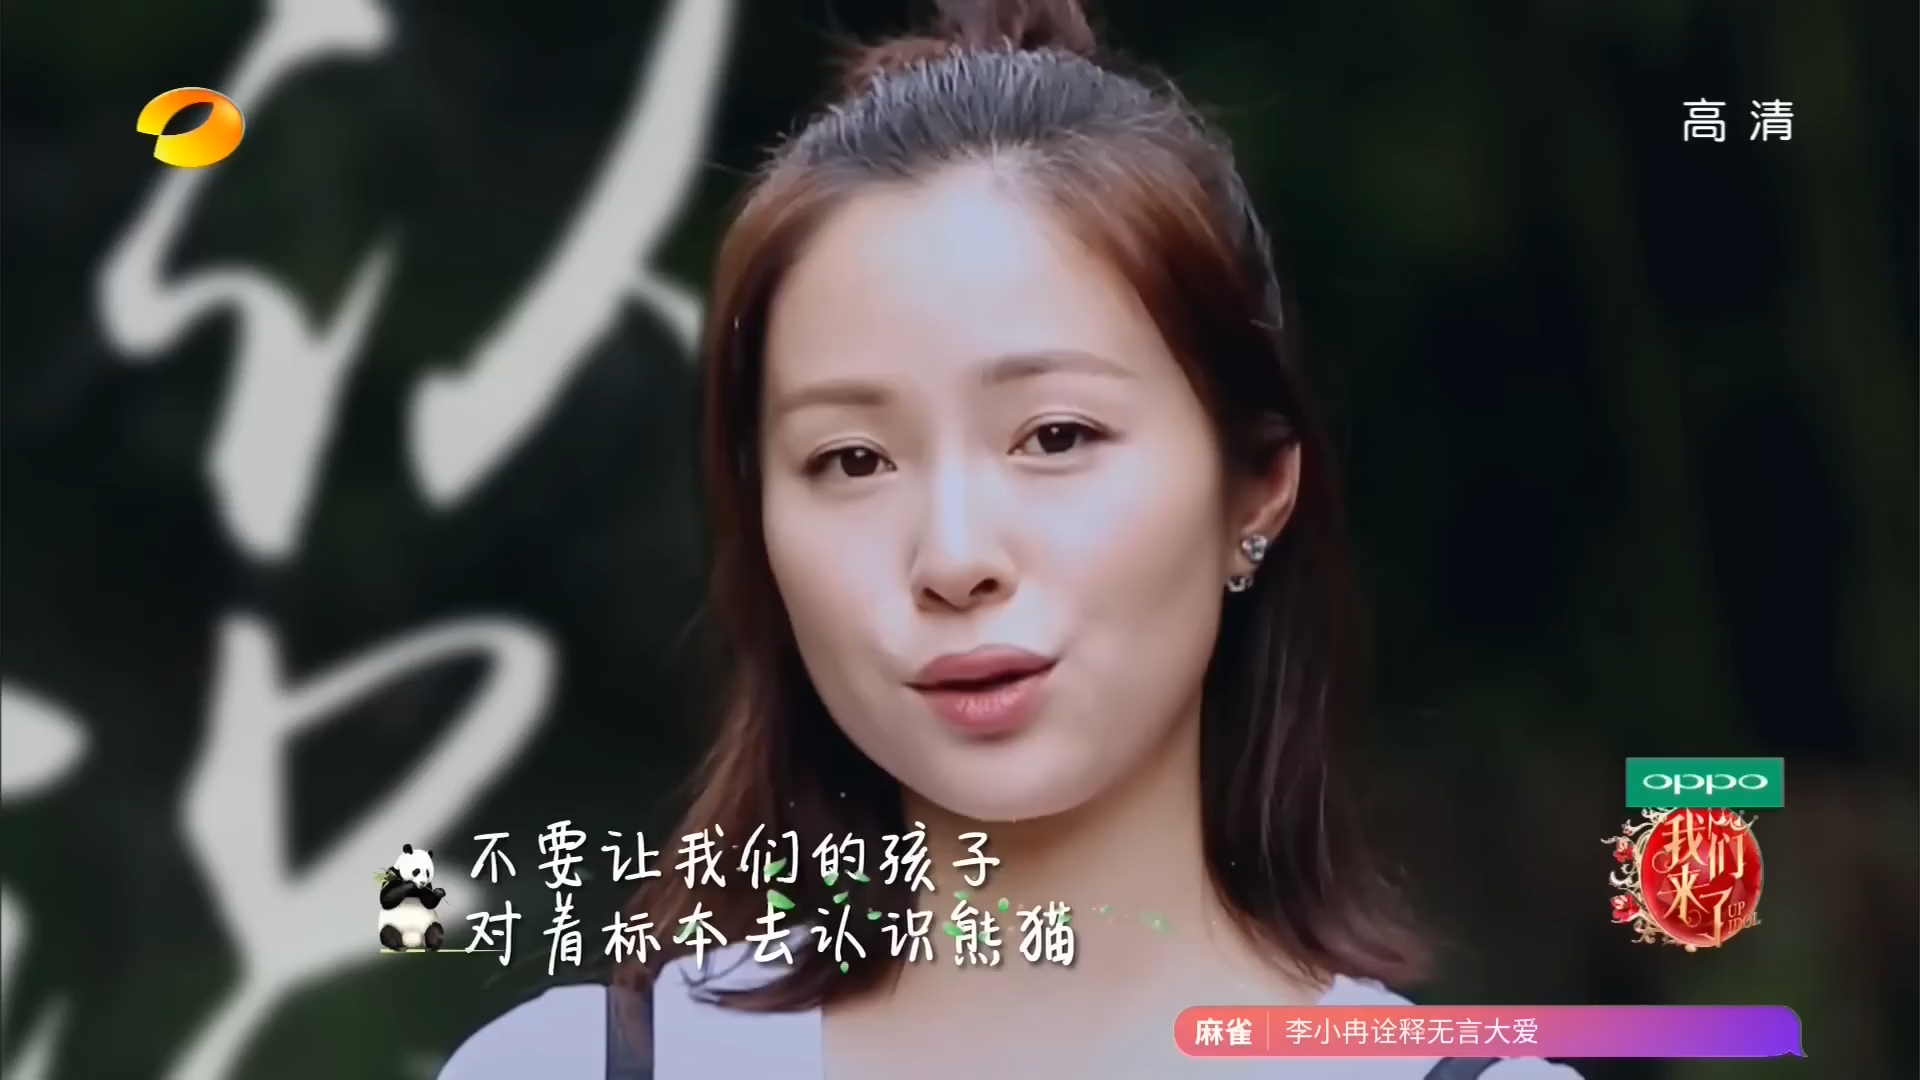 高清
不要让我们的孩子
对着标本去认识熊猫
oppo
我们
来了
UP
IDOL
麻雀 李小冉诠释无言大爱